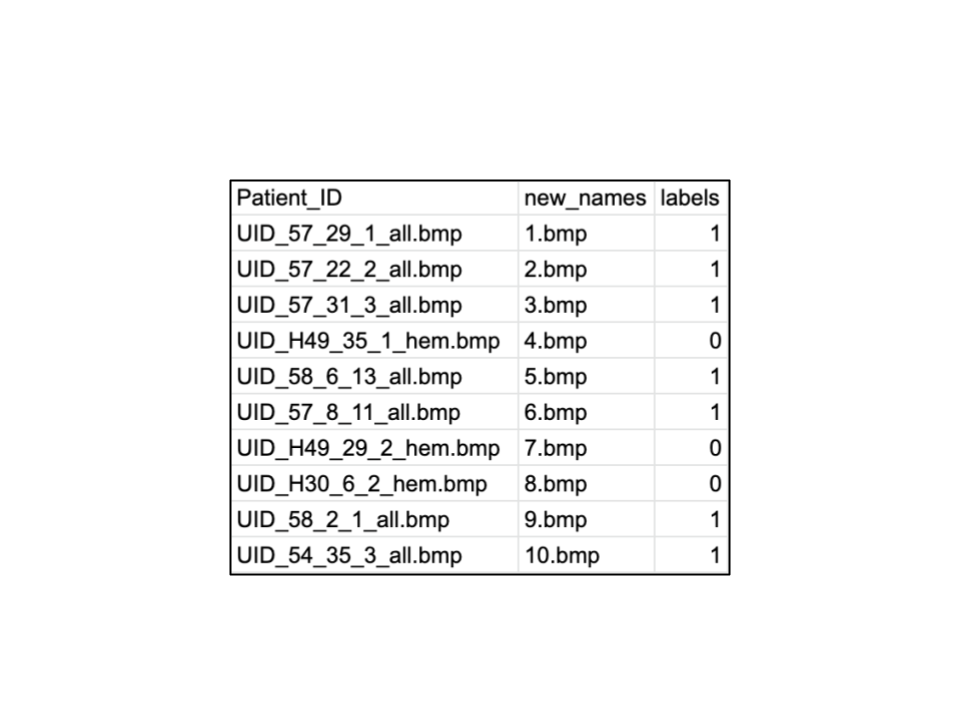 Patient_ID new_names labels
UID_57_29_1_all.bmp 1.bmp 1
UID_57_22_2_all.bmp 2.bmp 1
UID_57_31_3_all.bmp 3.bmp 1
UID_H49_35_1_hem.bmp 4.bmp 0
UID_58_6_13_all.bmp 5.bmp 1
UID_57_8_11_all.bmp 6.bmp 1
UID_H49_29_2_hem.bmp 7.bmp 0
UID_H30_6_2_hem.bmp 8.bmp 0
UID_58_2_1_all.bmp 9.bmp 1
UID_54_35_3_all.bmp 10.bmp 1